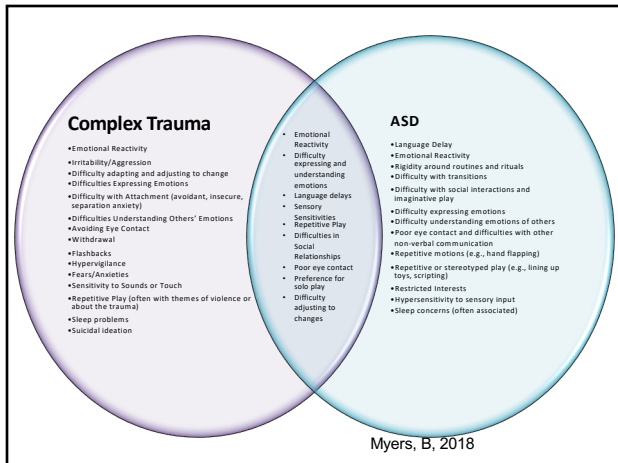 Complex Trauma
•Emotional Reactivity
•Irritability/Aggression
•Difficulty adapting and adjusting to change
•Difficulties Expressing Emotions
•Difficulty with Attachment (avoidant, insecure,
separation anxiety)
•Difficulties Understanding Others' Emotions
•Avoiding Eye Contact
•Withdrawal
•Flashbacks
•Hypervigilance
•Fears/Anxieties
•Sensitivity to Sounds or Touch
•Repetitive Play (often with themes of violence or
about the trauma)
•Sleep problems
•Suicidal ideation
• Emotional
Reactivity
• Difficulty
expressing and
understanding
emotions
• Language delays
• Sensory
Sensitivities
• Repetitive Play
• Difficulties in
Social
Relationships
• Poor eye contact
• Preference for
solo play
• Difficulty
adjusting to
changes
ASD
•Language Delay
•Emotional Reactivity
•Rigidity around routines and rituals
•Difficulty with transitions
•Difficulty with social interactions and
imaginative play
•Difficulty expressing emotions
•Difficulty understanding emotions of others
•Poor eye contact and difficulties with other
non-verbal communication
•Repetitive motions (e.g., hand flapping)
•Repetitive or stereotyped play (e.g., lining up
toys, scripting)
•Restricted Interests
•Hypersensitivity to sensory input
•Sleep concerns (often associated)
Myers, B, 2018